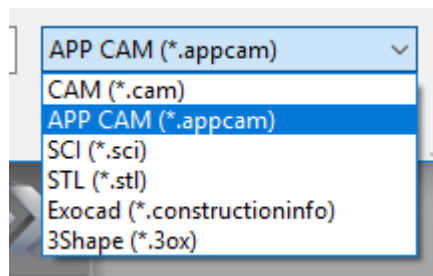 APP CAM (*.appcam)
CAM (*.cam)
APP CAM (*.appcam)
SCI (*.sci)
STL (*.stl)
Exocad (*.constructioninfo)
3Shape (*.3ox)